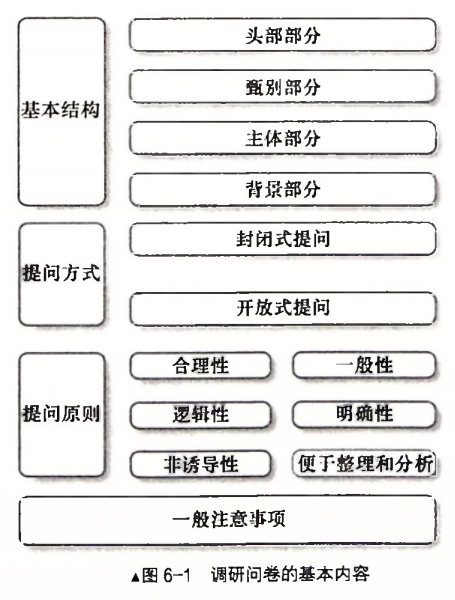 基本结构
头部部分
甄别部分
主体部分
背景部分
提问方式
封闭式提问
开放式提问
提问原则
合理性
一般性
逻辑性
明确性
非诱导性
便于整理和分析
一般注意事项
▲图 6-1 调研问卷的基本内容